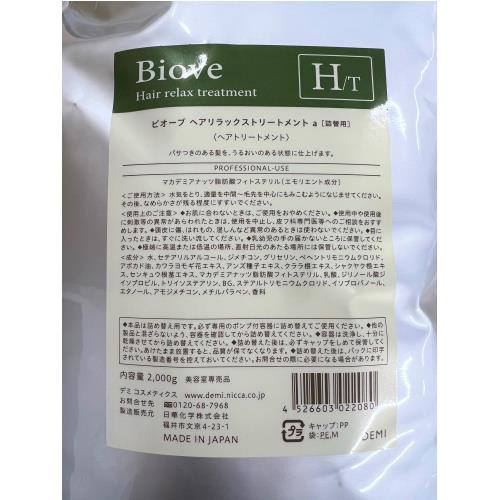 Biove
Hair relax treatment
H/T
ビオーブ ヘアリラックストリートメント a [詰替用]
〈ヘアトリートメント〉
パサつきのある髪を、うるおいのある状態に仕上げます。
PROFESSIONAL-USE
マカデミアナッツ脂肪酸フィトステリル(エモリエント成分)
〈ご使用方法〉水気をとり、適量を中間~毛先を中心にもみこむようになじませてください。
その後、なめらかさが残る程度にすすぎます。
〈使用上のご注意〉◆お肌に合わないときは、ご使用をおやめください。◆使用中や使用後
に刺激等の異常があらわれたときは、使用を中止し、皮フ科専門医等へのご相談をおすす
めします。◆頭皮に傷、はれもの、湿しんなど異常のあるときは使わないでください。◆目に
入ったときは、すぐに洗い流してください。◆乳幼児の手の届かないところに保管してくだ
さい。◆極端に高温または低温の場所、直射日光のあたる場所には保管しないでください。
〈成分〉水、セテアリルアルコール、ジメチコン、グリセリン、ベヘントリモニウムクロリド、
アボカド油、カワラヨモギ花エキス、アンズ種子エキス、クララ根エキス、シャクヤク根エキ
ス、センキュウ根茎エキス、マカデミアナッツ脂肪酸フィトステリル、乳酸、ジリノール酸ジ
イソプロピル、トリイソステアリン、BG、ステアルトリモニウムクロリド、イソプロパノール、
エタノール、アモジメチコン、メチルパラベン、香料
◆本品は詰め替え用です。必ず専用のポンプ付容器に詰め替えてご使用ください。◆他の
製品と混ざらないよう、容器を確認してから詰め替えてください。◆容器は洗浄し、十分に
乾燥させてから詰め替えてください。◆詰め替えた後は、必ずキャップをしめて保管してく
ださい。あけたまま放置すると、品質が保てなくなります。◆詰め替えた後は、パックに印字
されている製造番号を控えておいてください。お問合せの際に必要になる場合があります。
内容量 2,000g 美容室専売品
デミ コスメティクス www.demi.nicca.co.jp
お問合せ先 0120-68-7968
製造販売元 日華化学株式会社
福井市文京4-23-1
MADE IN JAPAN
4 526603 022080
プラ
キャップ:PP
袋:PE,M
DEMI